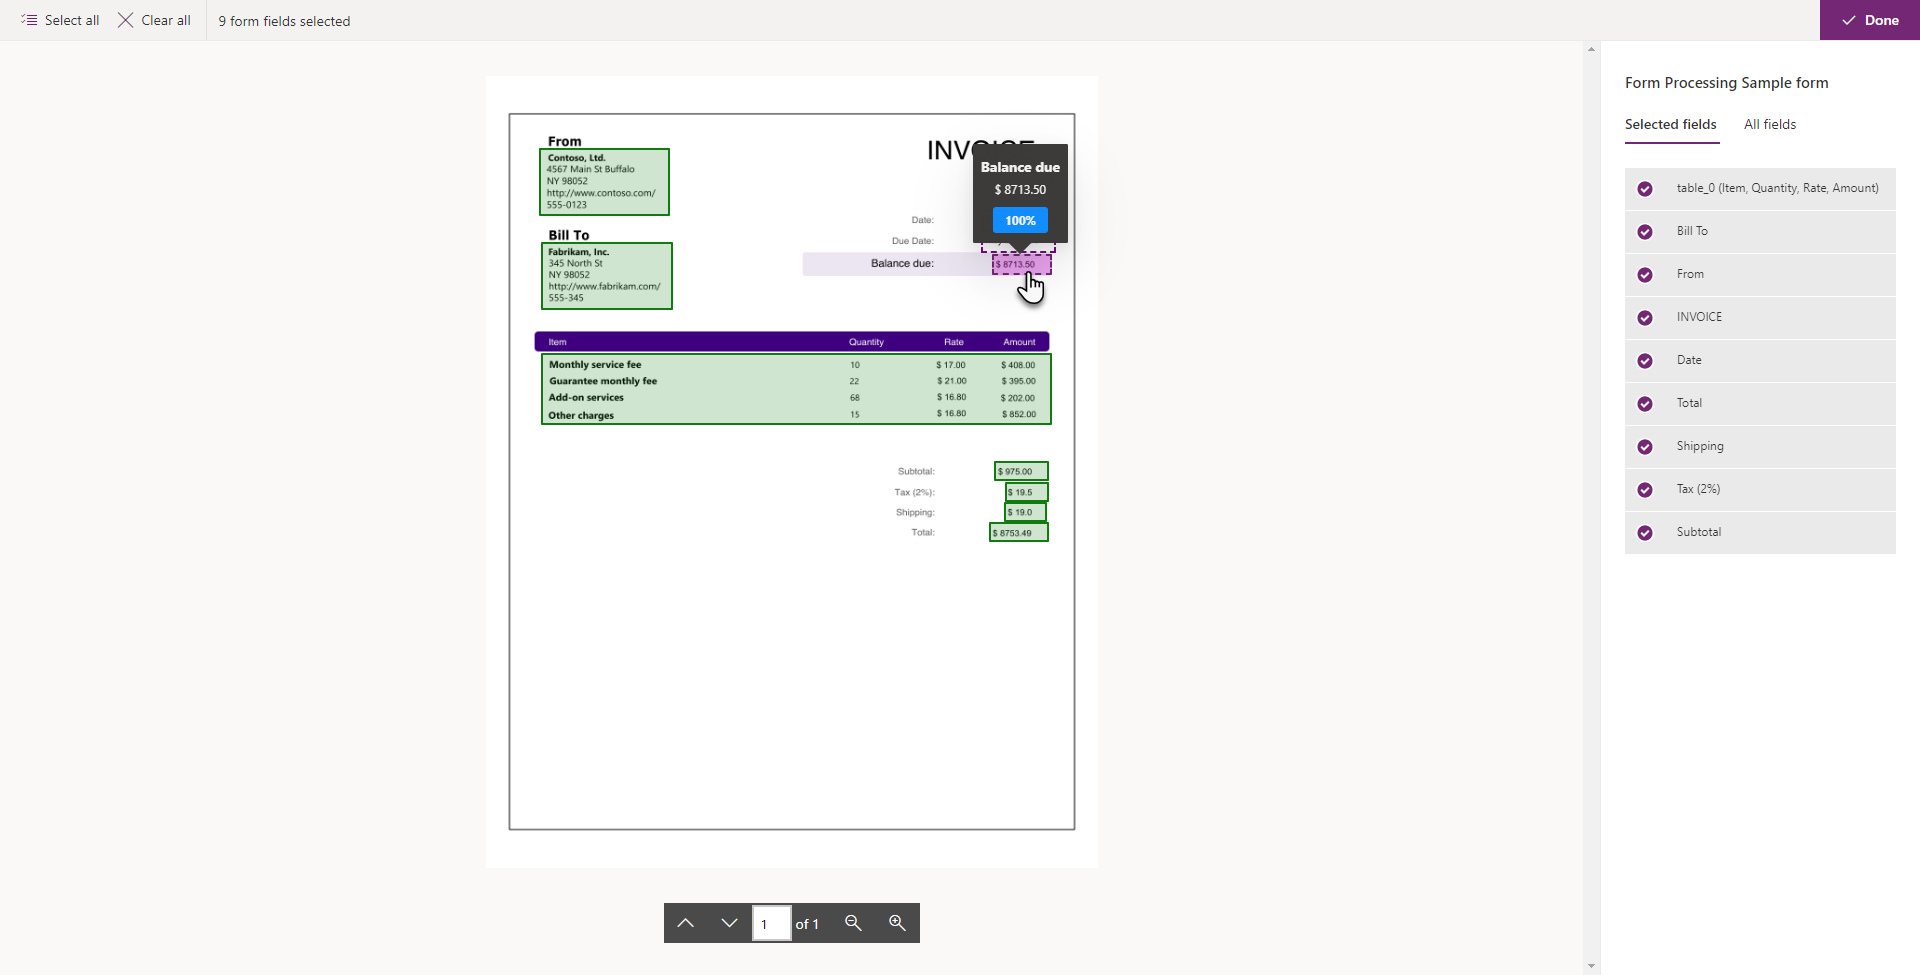 Select all
Clear all
9 form fields selected
Done
From
Contoso, Ltd.
4567 Main St Buffalo
NY 98052
http://www.contoso.com/
555-0123
Bill To
Fabrikam, Inc.
345 North St
NY 98052
http://www.fabrikam.com/
555-345
INVOICE
Balance due
$ 8713.50
100%
Date:
Due Date:
Balance due: $ 8713.50
Item Quantity Rate Amount
Monthly service fee 10 $ 17.00 $ 408.00
Guarantee monthly fee 22 $ 21.00 $ 395.00
Add-on services 68 $ 16.80 $ 202.00
Other charges 15 $ 16.80 $ 852.00
Subtotal: $ 975.00
Tax (2%): $ 19.5
Shipping: $ 19.0
Total: $ 8753.49
1 of 1
Form Processing Sample form
Selected fields All fields
table_0 (Item, Quantity, Rate, Amount)
Bill To
From
INVOICE
Date
Total
Shipping
Tax (2%)
Subtotal